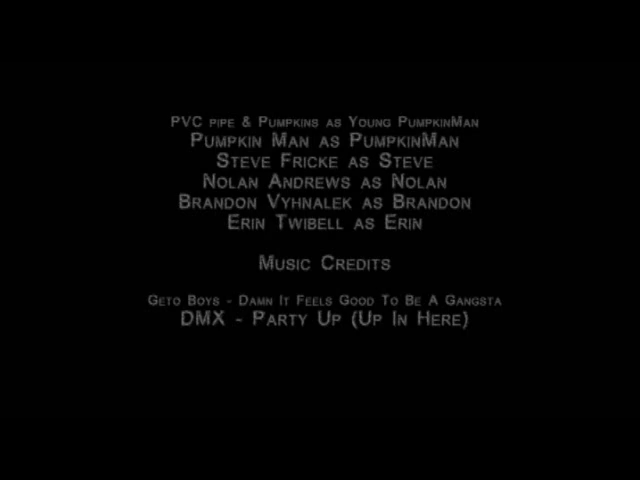 PVC pipe & Pumpkins as Young PumpkinMan
Pumpkin Man as PumpkinMan
Steve Fricke as Steve
Nolan Andrews as Nolan
Brandon Vyhnalek as Brandon
Erin Twibell as Erin
Music Credits
Geto Boys - Damn It Feels Good To Be A Gangsta
DMX - Party Up (Up In Here)